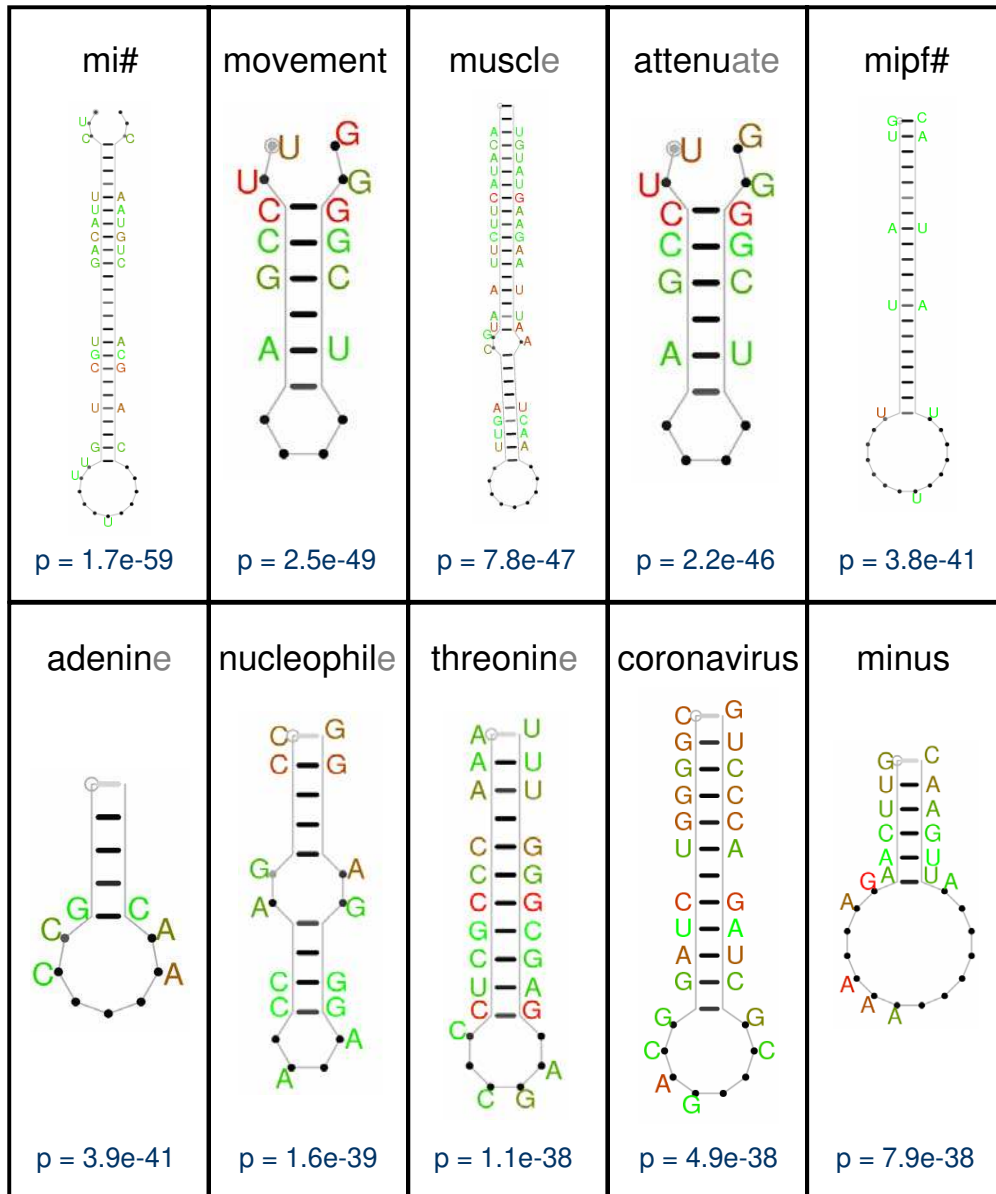 mi#
U
C C
U A
U A
A U
C G
A U
G C
U A
G C
C G
U A
G C
U
U
U
p = 1.7e-59
movement
U G
U G
C G
C G
G C
A U
p = 2.5e-49
muscle
A U
C G
A U
U A
A U
C G
U A
U A
C G
U A
U A
A U
A U
U A
G A
C
A U
G C
U A
U A
p = 7.8e-47
attenuate
U G
U G
C G
C G
G C
A U
p = 2.2e-46
mipf#
G C
U A
A U
U A
U U
U
p = 3.8e-41
adenine
G C
C A
C A
p = 3.9e-41
nucleophile
C G
C G
G A
A G
C G
C G
A
A
p = 1.6e-39
threonine
A U
A U
A U
C G
C G
C G
G C
C G
U A
C G
C
A
C G
p = 1.1e-38
coronavirus
C G
G U
G C
G C
G C
U A
C G
U A
A U
G C
G G
C C
A
G
p = 4.9e-38
minus
G C
U A
U A
C G
A U
A U
G A
A
A
A
A
p = 7.9e-38